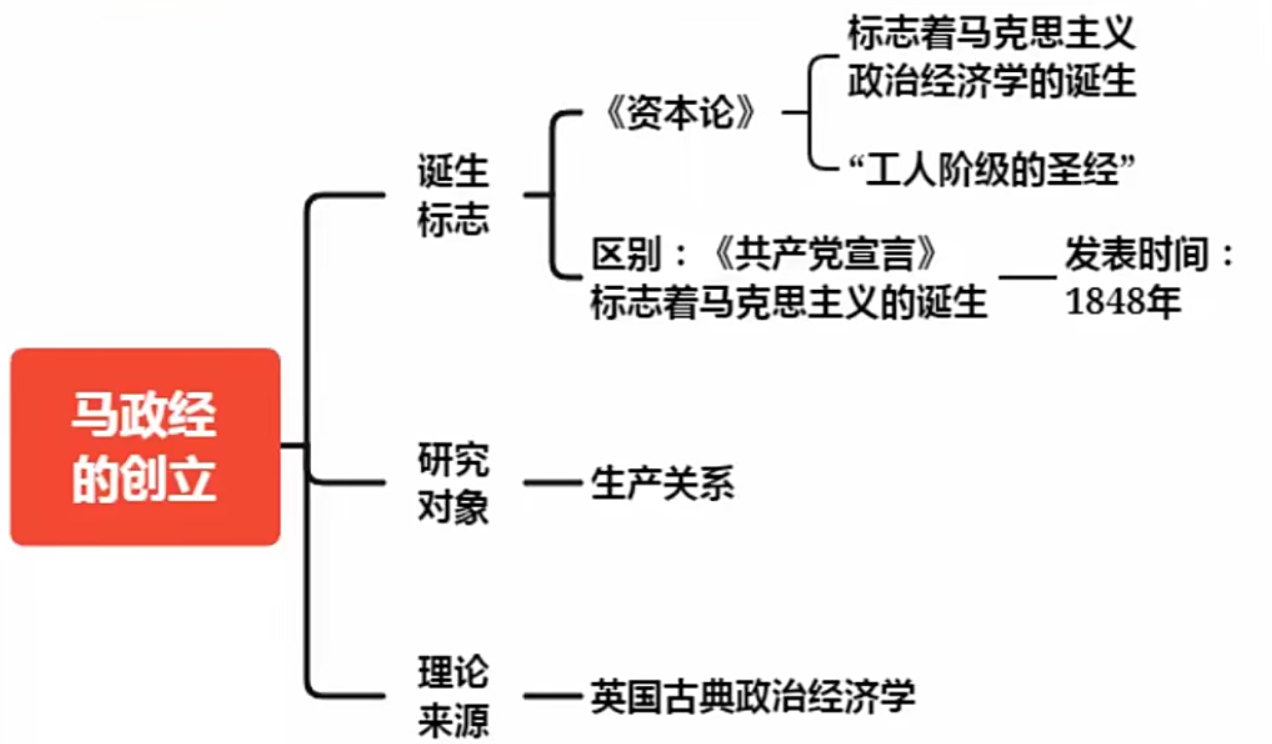 马政经
的创立
诞生
标志
《资本论》
标志着马克思主义
政治经济学的诞生
“工人阶级的圣经”
区别：《共产党宣言》
标志着马克思主义的诞生
发表时间：
1848年
研究
对象
生产关系
理论
来源
英国古典政治经济学